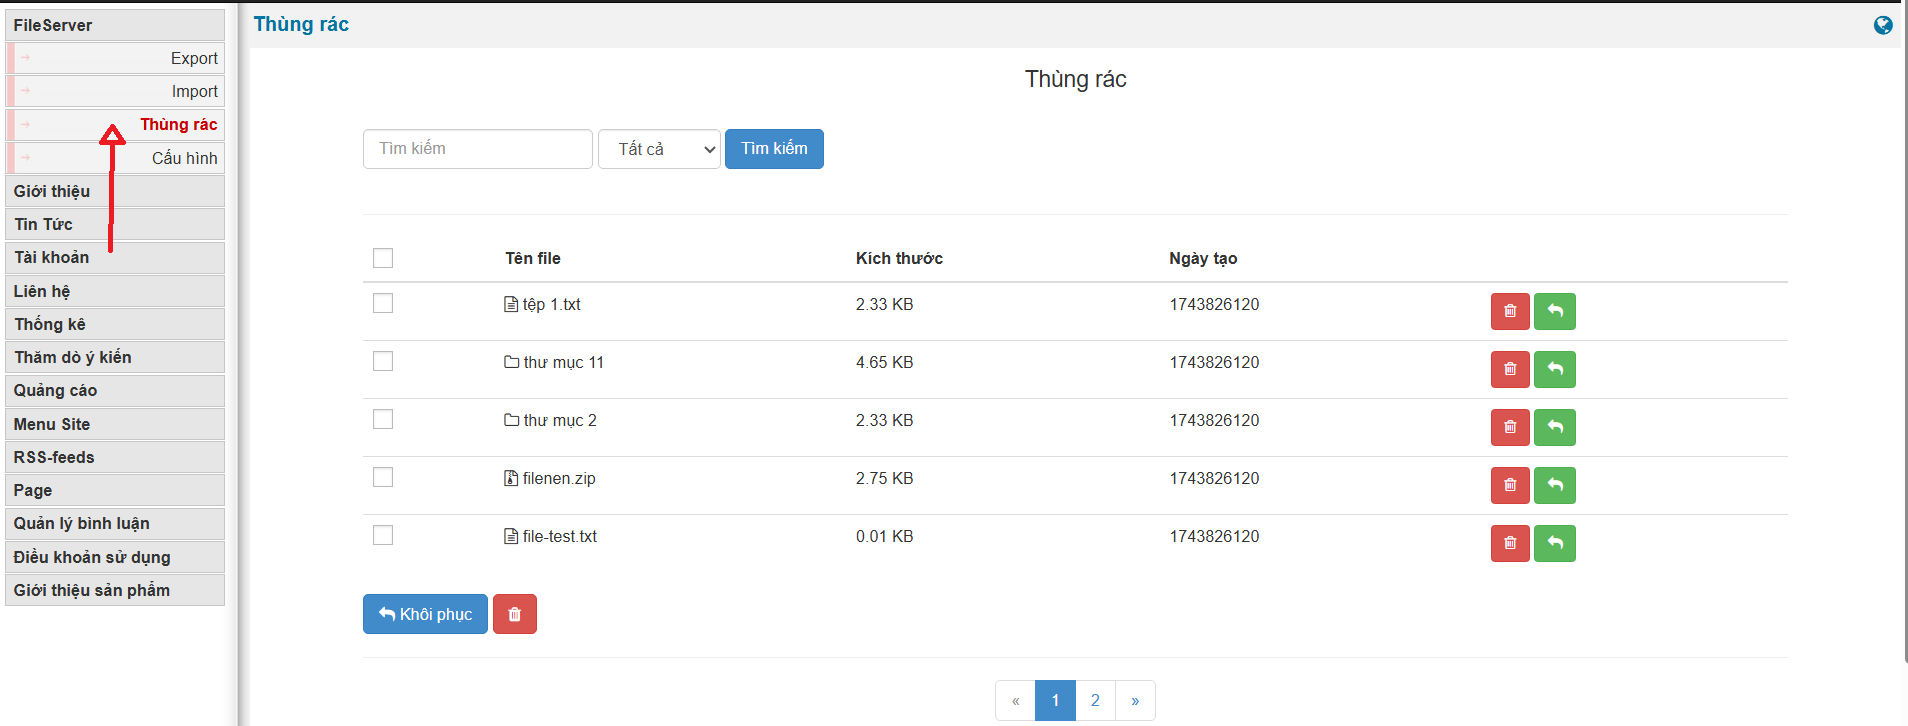 FileServer
Export
Import
Thùng rác
Cấu hình
Giới thiệu
Tin Tức
Tài khoản
Liên hệ
Thống kê
Thăm dò ý kiến
Quảng cáo
Menu Site
RSS-feeds
Page
Quản lý bình luận
Điều khoản sử dụng
Giới thiệu sản phẩm
Thùng rác
Thùng rác
Tìm kiếm Tất cả Tìm kiếm
Tên file Kích thước Ngày tạo
tệp 1.txt 2.33 KB 1743826120
thư mục 11 4.65 KB 1743826120
thư mục 2 2.33 KB 1743826120
filenen.zip 2.75 KB 1743826120
file-test.txt 0.01 KB 1743826120
Khôi phục
« 1 2 »